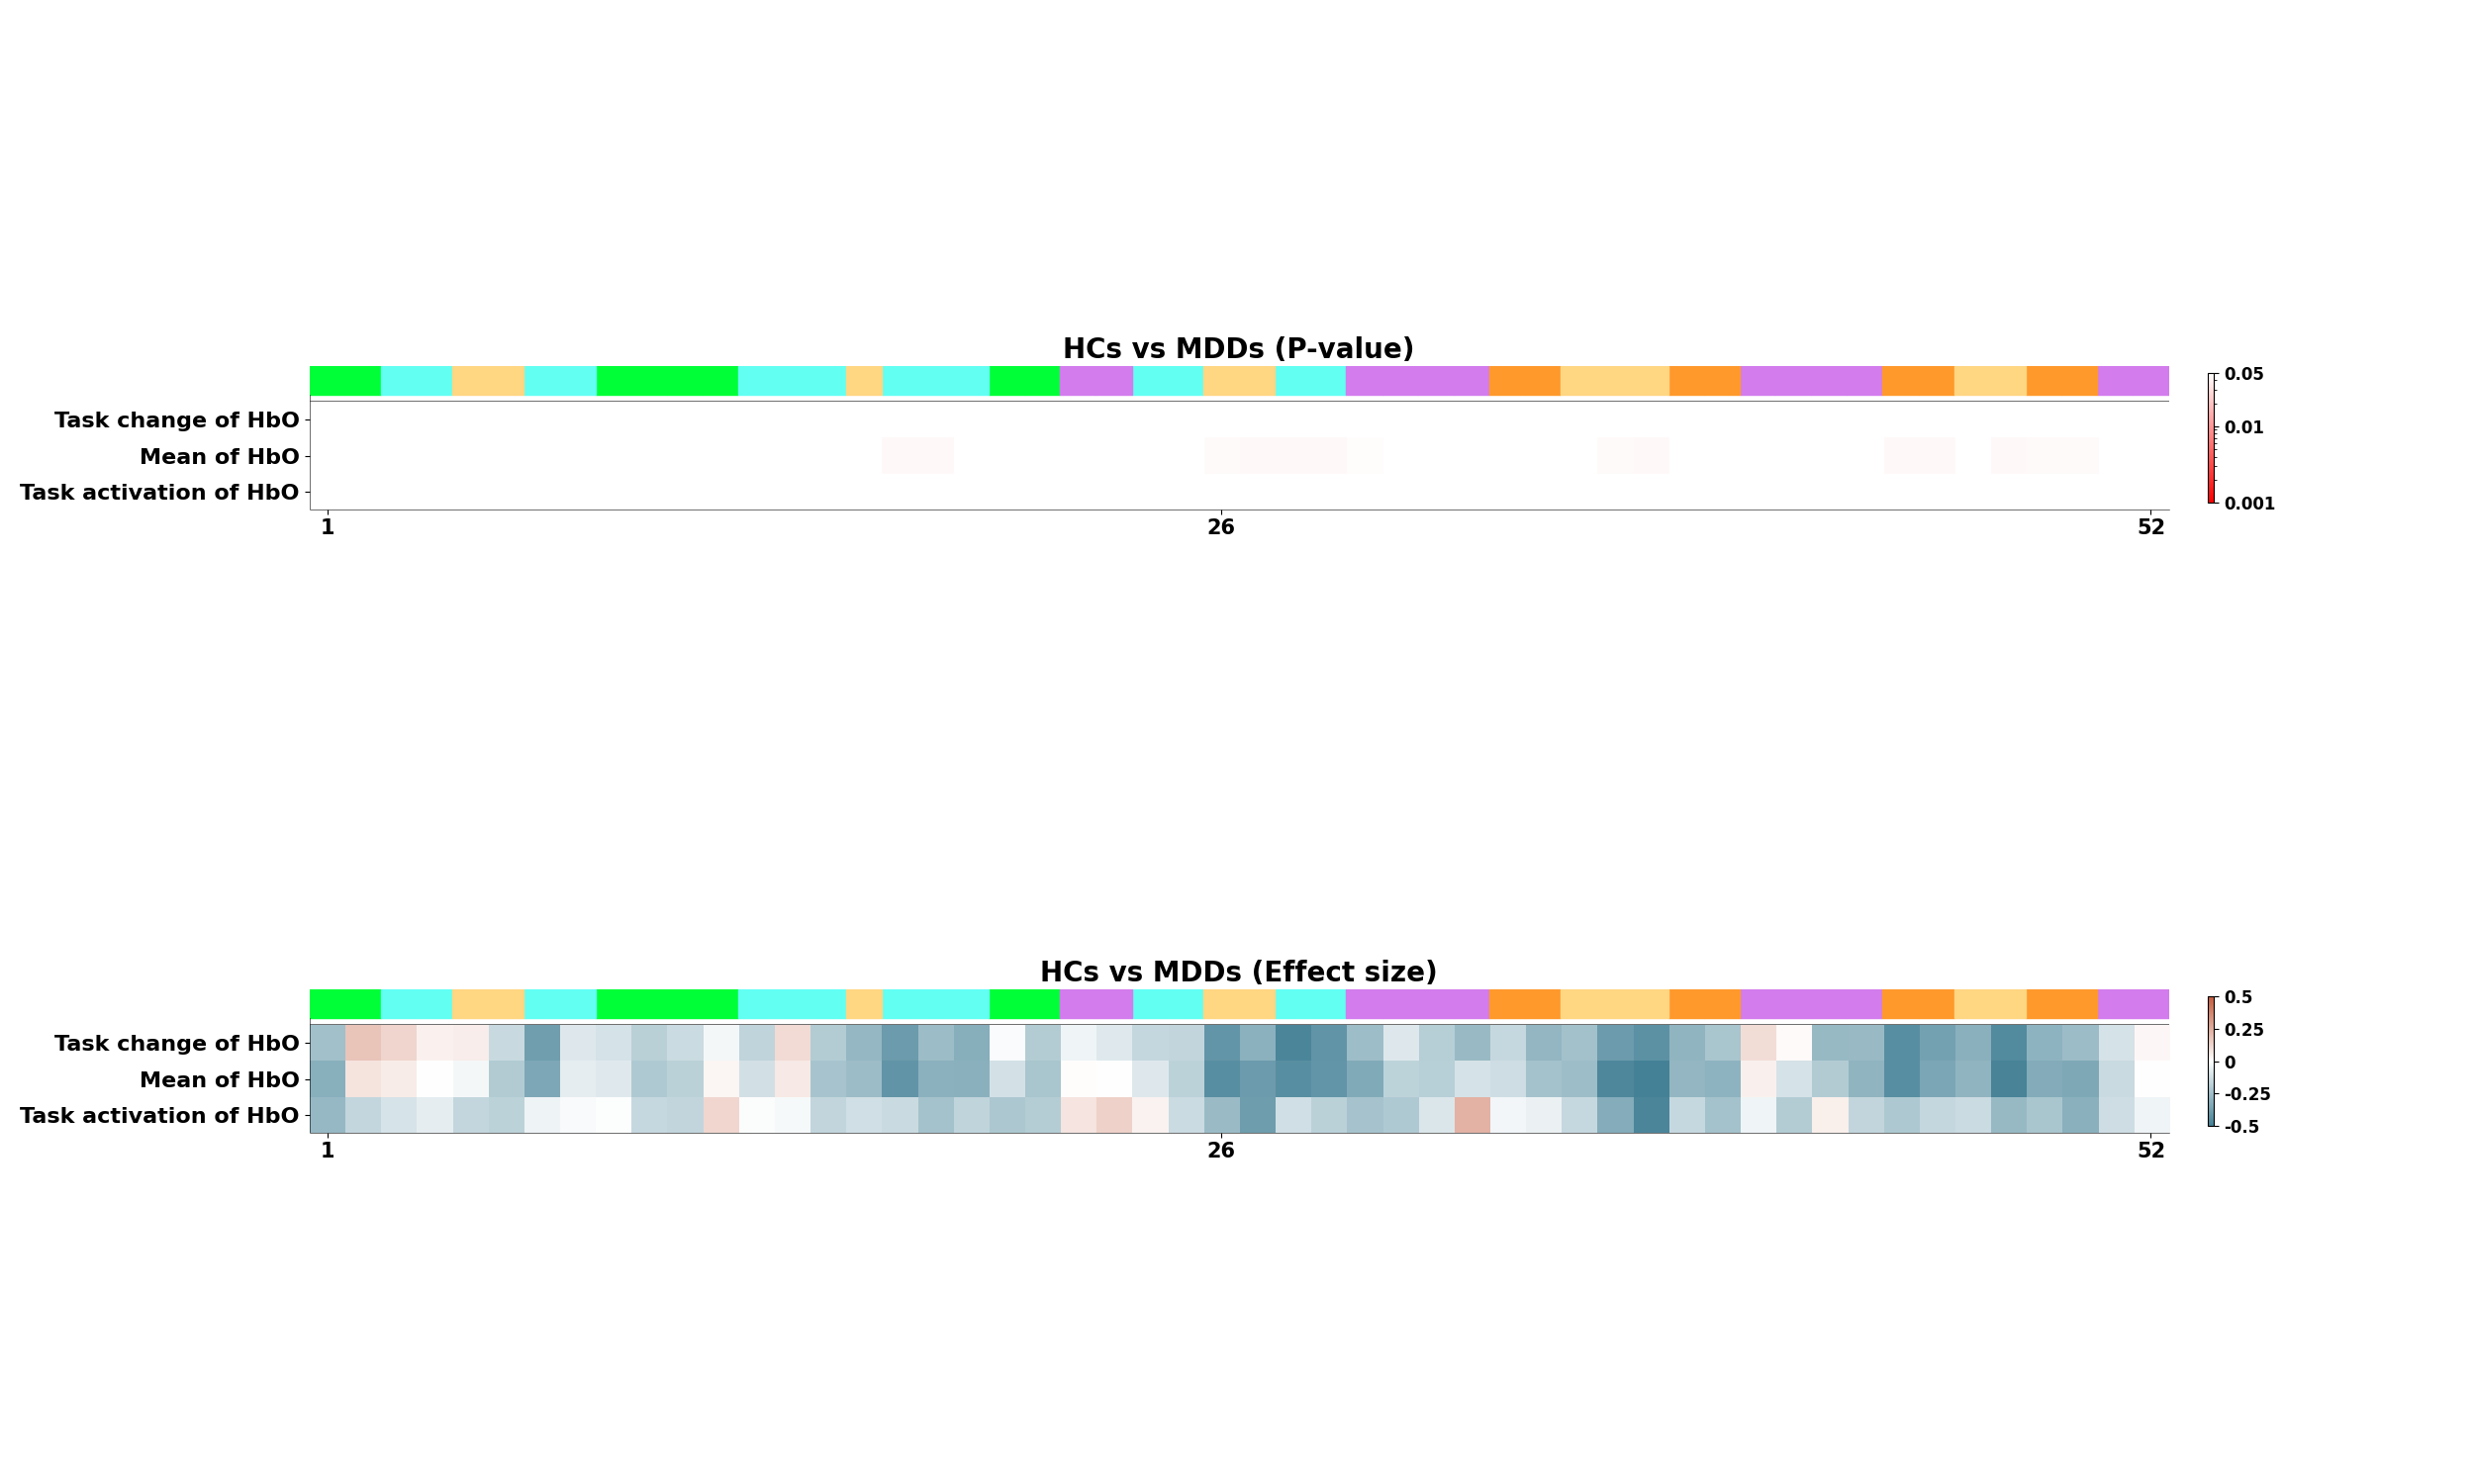 HCs vs MDDs (P-value)
Task change of HbO
Mean of HbO
Task activation of HbO
1
26
52
0.05
0.01
0.001
HCs vs MDDs (Effect size)
Task change of HbO
Mean of HbO
Task activation of HbO
1
26
52
0.5
0.25
0
-0.25
-0.5